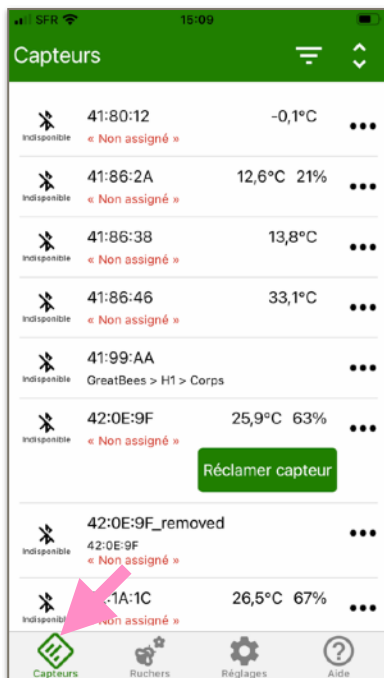 SFR 15:09
Capteurs
41:80:12 -0,1°C
Indisponible « Non assigné »
41:86:2A 12,6°C 21%
Indisponible « Non assigné »
41:86:38 13,8°C
Indisponible « Non assigné »
41:86:46 33,1°C
Indisponible « Non assigné »
41:99:AA
Indisponible GreatBees > H1 > Corps
42:0E:9F 25,9°C 63%
Indisponible « Non assigné »
Réclamer capteur
42:0E:9F_removed
Indisponible 42:0E:9F
« Non assigné »
:1A:1C 26,5°C 67%
Indisponible « Non assigné »
Capteurs Ruchers Réglages Aide